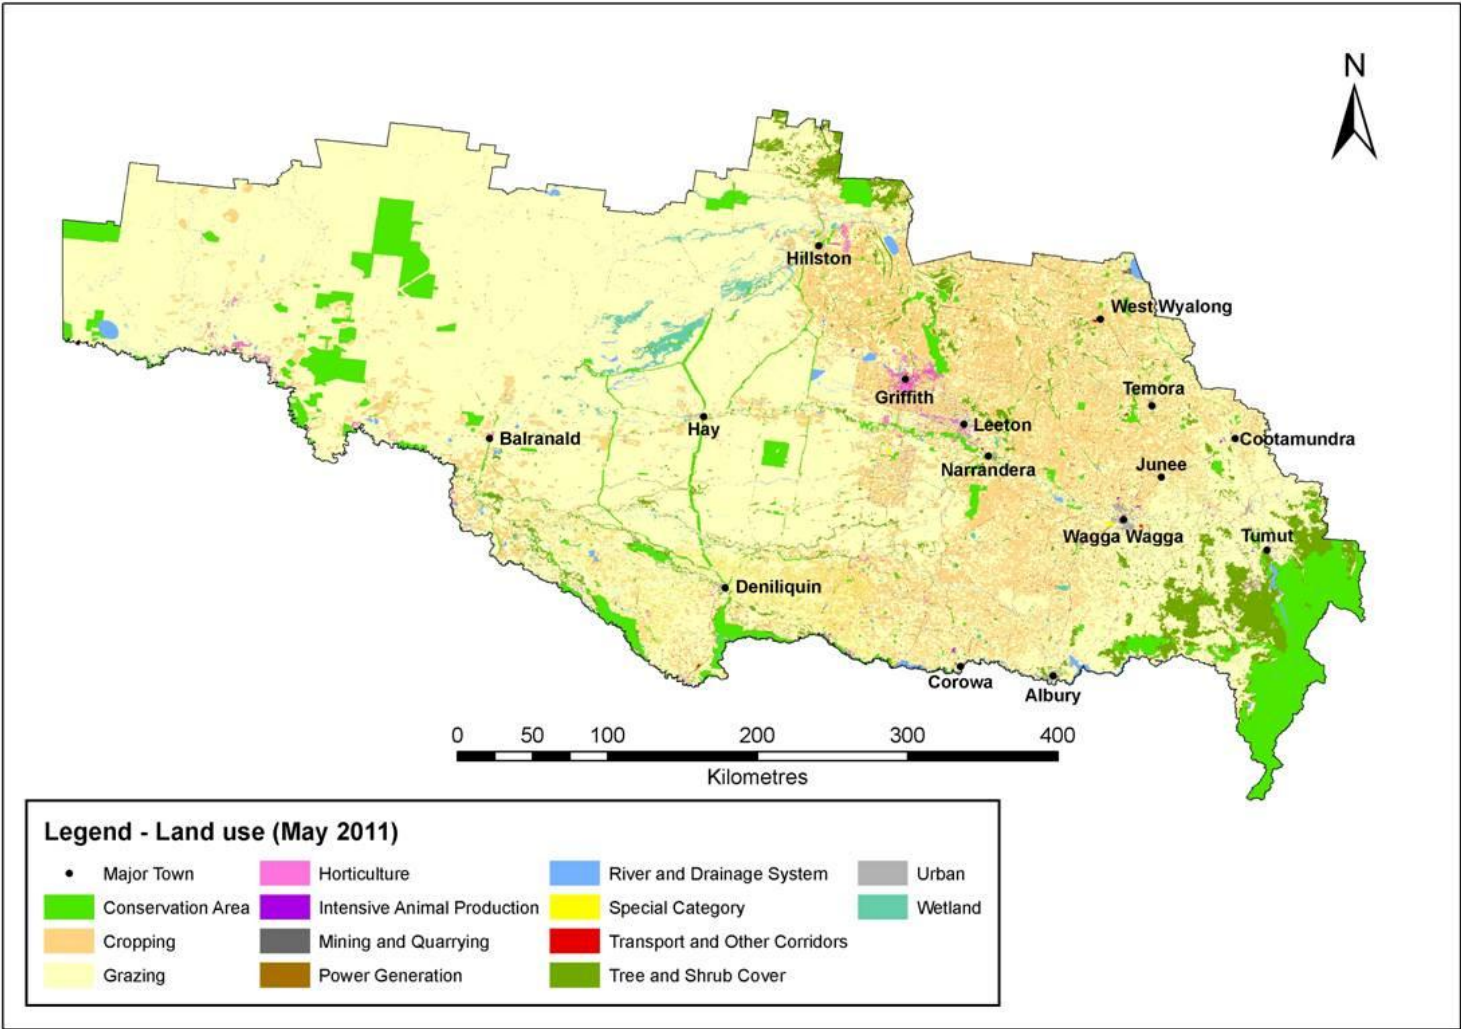 N
Hillston
West Wyalong
Griffith
Temora
Balranald
Hay
Leeton
Cootamundra
Narrandera
Junee
Wagga Wagga
Tumut
Deniliquin
Corowa
Albury
0 50 100 200 300 400
Kilometres
Legend - Land use (May 2011)
Major Town
Conservation Area
Cropping
Grazing
Horticulture
Intensive Animal Production
Mining and Quarrying
Power Generation
River and Drainage System
Special Category
Transport and Other Corridors
Tree and Shrub Cover
Urban
Wetland